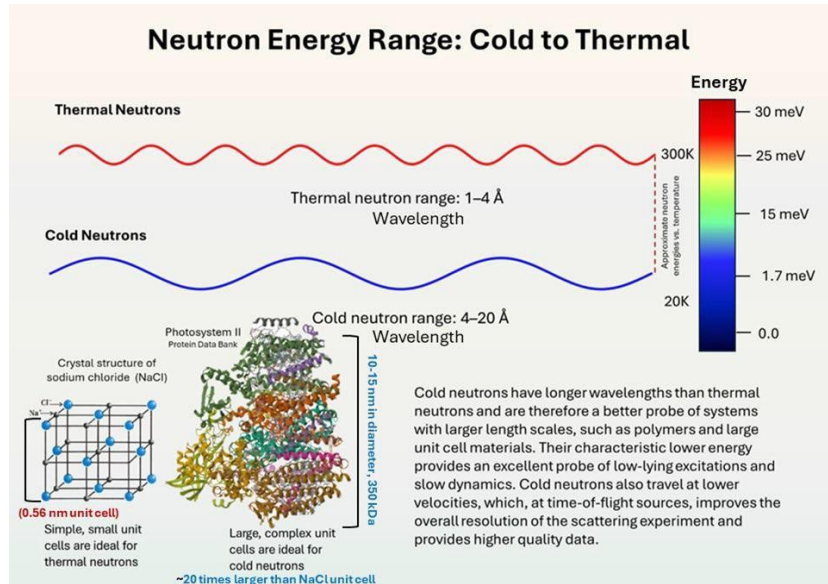 Neutron Energy Range: Cold to Thermal
Energy
Thermal Neutrons
30 meV
300K
25 meV
Thermal neutron range: 1–4 Å
Wavelength
Approximate neutron
energies vs. temperature
15 meV
Cold Neutrons
1.7 meV
20K
0.0
Cold neutron range: 4–20 Å
Wavelength
Photosystem II
Protein Data Bank
10-15 nm in diameter, 350 kDa
Crystal structure of
sodium chloride (NaCl)
Cl⁻
Na⁺
(0.56 nm unit cell)
Simple, small unit
cells are ideal for
thermal neutrons
Large, complex unit
cells are ideal for
cold neutrons
~20 times larger than NaCl unit cell
Cold neutrons have longer wavelengths than thermal
neutrons and are therefore a better probe of systems
with larger length scales, such as polymers and large
unit cell materials. Their characteristic lower energy
provides an excellent probe of low-lying excitations and
slow dynamics. Cold neutrons also travel at lower
velocities, which, at time-of-flight sources, improves the
overall resolution of the scattering experiment and
provides higher quality data.